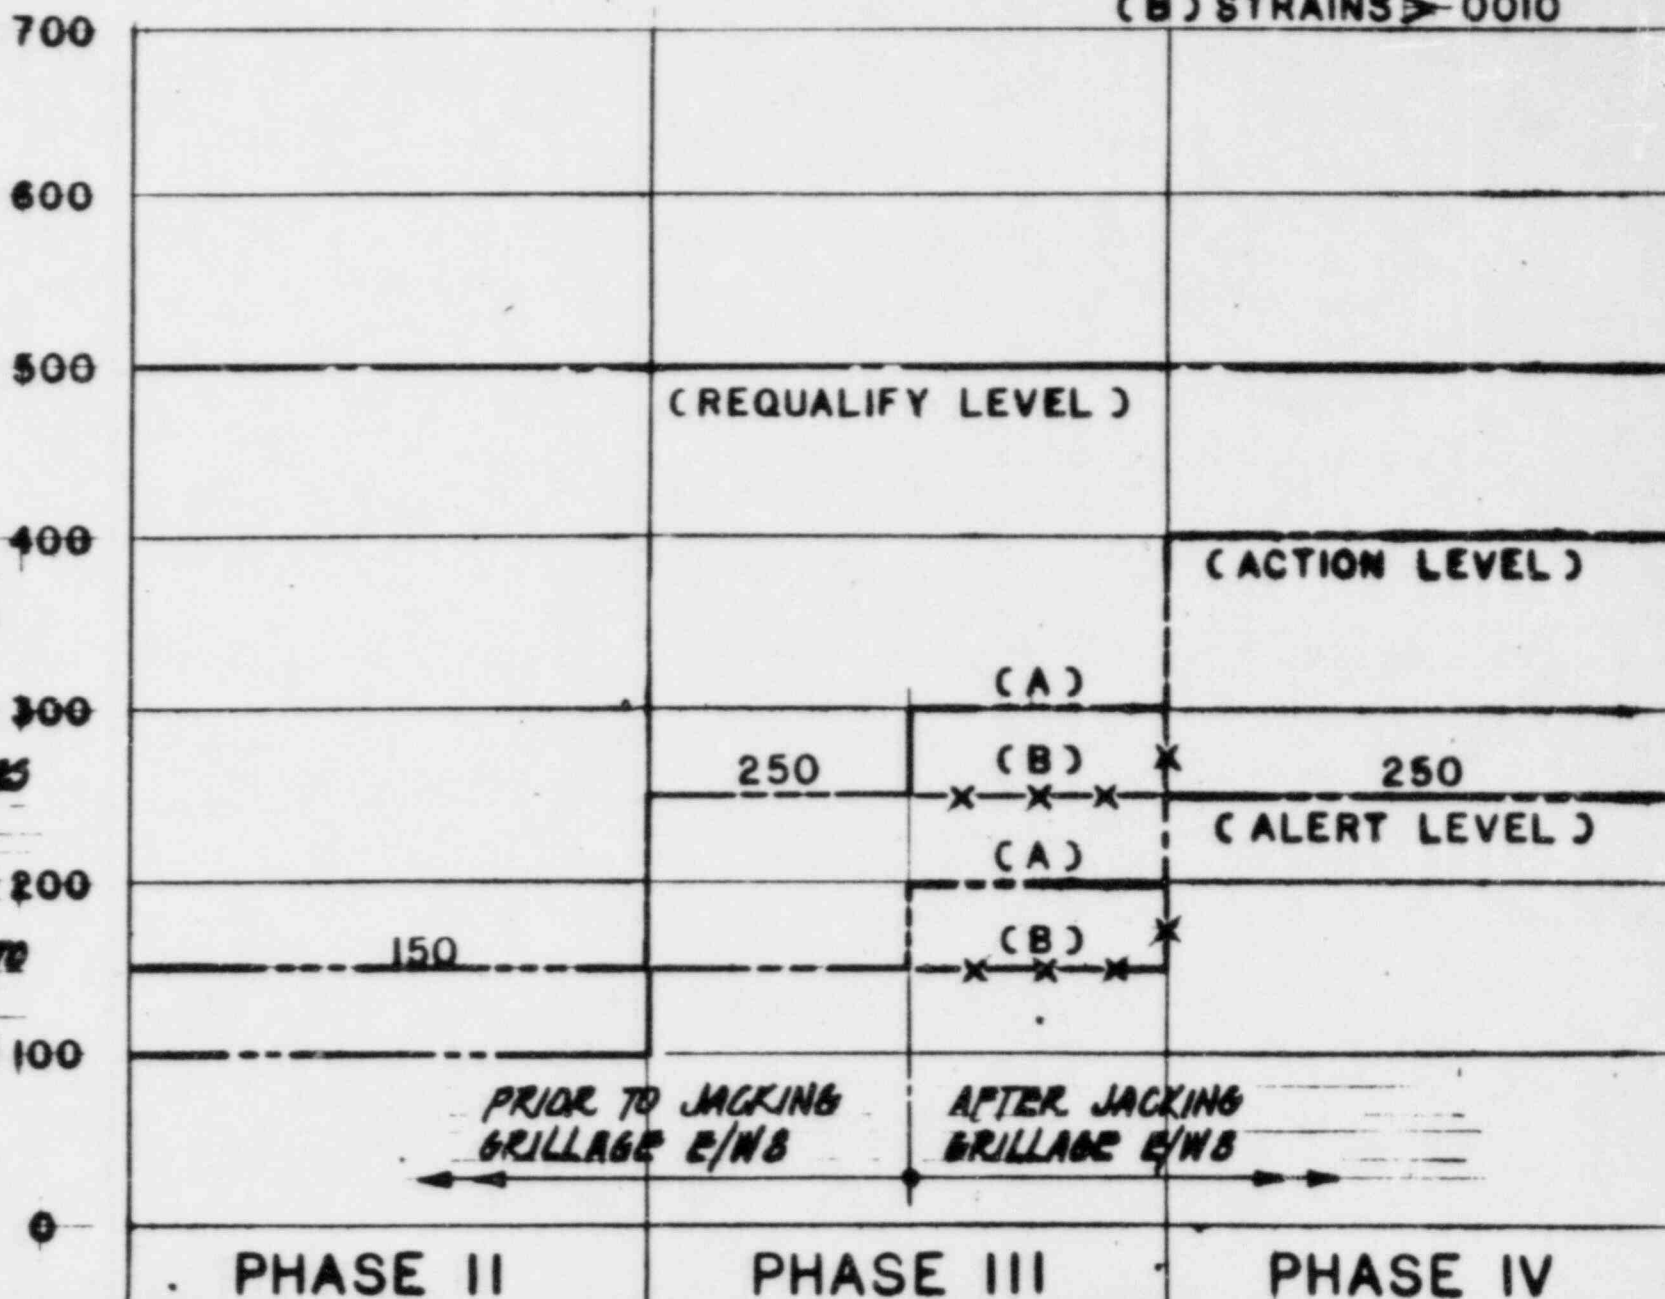 (B) STRAINS > 0010
700
600
500
(REQUALIFY LEVEL)
400
(ACTION LEVEL)
(A)
300
250
(B)
250
(ALERT LEVEL)
(A)
200
150
(B)
100
PRIOR TO JACKING
GRILLAGE E/W8
AFTER JACKING
GRILLAGE E/W8
0
PHASE II
PHASE III
PHASE IV